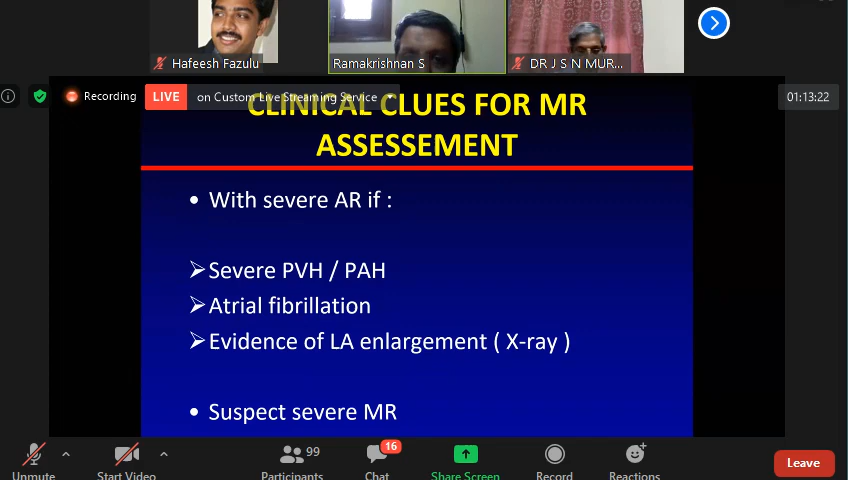 Hafeesh Fazulu
Ramakrishnan S
DR J S N MUR...
Recording
LIVE
on Custom Live Streaming Service
01:13:22
CLINICAL CLUES FOR MR
ASSESSEMENT
• With severe AR if :
➢ Severe PVH / PAH
➢ Atrial fibrillation
➢ Evidence of LA enlargement ( X-ray )
• Suspect severe MR
99
16
Unmute
Start Video
Participants
Chat
Share Screen
Record
Reactions
Leave